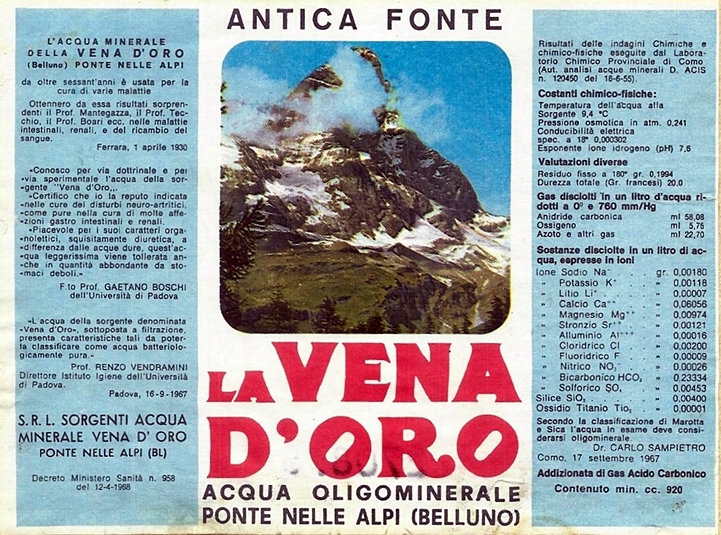 ANTICA FONTE
L'ACQUA MINERALE
DELLA VENA D'ORO
(Belluno) PONTE NELLE ALPI
da oltre sessant'anni è usata per la
cura di varie malattie
Ottennero da essa risultati sorpren-
denti il Prof. Mantegazza, il Prof. Tec-
chio, il Prof. Boari ecc. nelle malattie
intestinali, renali, e del ricambio del
sangue.
Ferrara, 1 aprile 1930
«Conosco per via dottrinale e per
«via sperimentale l'acqua della sor-
«gente "Vena d'Oro,,.
«Certifico che io la reputo indicata
«nelle cure dei disturbi neuro-artritici,
«come pure nella cura di molte affe-
«zioni gastro intestinali e renali.
«Piacevole per i suoi caratteri orga-
«nolettici, squisitamente diuretica, a
«differenza dalle acque dure, quest'ac-
«qua leggerissima viene tollerata an-
«che in quantità abbondante da sto-
«maci deboli.»
F.to Prof. GAETANO BOSCHI
dell'Università di Padova
«L'acqua della sorgente denominata
«Vena d'Oro», sottoposta a filtrazione,
presenta caratteristiche tali da poter-
la classificare come acqua batteriolo-
gicamente pura.»
Prof. RENZO VENDRAMINI
Direttore Istituto Igiene dell'Università
di Padova.
Padova, 16-9-1967
S.R.L. SORGENTI ACQUA
MINERALE VENA D'ORO
PONTE NELLE ALPI (BL)
Decreto Ministero Sanità n. 958
del 12-4-1968
LA VENA
D'ORO
ACQUA OLIGOMINERALE
PONTE NELLE ALPI (BELLUNO)
Risultati delle indagini Chimiche e
chimico-fisiche eseguite dal Labora-
torio Chimico Provinciale di Como
(Aut. analisi acque minerali D. ACIS
n. 120450 del 16-6-55).
Costanti chimico-fisiche:
Temperatura dell'acqua alla
Sorgente 9,4 °C
Pressione osmotica in atm. 0,241
Conducibilità elettrica
spec. a 18° 0,000302
Esponente ione idrogeno (pH) 7,6
Valutazioni diverse
Residuo fisso a 180° gr. 0,1994
Durezza totale (Gr. francesi) 20,0
Gas disciolti in un litro d'acqua ri-
dotti a 0° e 760 mm/Hg
Anidride carbonica ml 58,08
Ossigeno ml 5,76
Azoto e altri gas ml 22,70
Sostanze disciolte in un litro di ac-
qua, espresse in ioni
Ione Sodio Na⁺ gr. 0,00180
» Potassio K⁺ » 0,00118
» Litio Li⁺ » 0,00007
» Calcio Ca⁺⁺ » 0,06056
» Magnesio Mg⁺⁺ » 0,00974
» Stronzio Sr⁺⁺ » 0,00121
» Alluminio Al⁺⁺⁺ » 0,00016
» Cloridrico Cl » 0,00200
» Fluoridrico F » 0,00009
» Nitrico NO₃ » 0,00026
» Bicarbonico HCO₃ » 0,23334
» Solforico SO₄ » 0,00453
Silice SiO₂ » 0,00400
Ossidio Titanio Tio₂ » 0,00001
Secondo la classificazione di Marotta
e Sica l'acqua in esame deve consi-
derarsi oligominerale.
Dr. CARLO SAMPIETRO
Como, 17 settembre 1967
Addizionata di Gas Acido Carbonico
Contenuto min. cc. 920